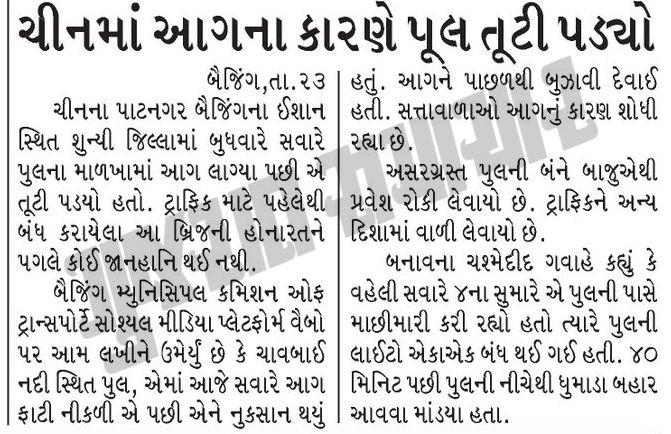 ચીનમાં આગના કારણે પૂલ તૂટી પડ્યો
બૈજિંગ,તા.૨૩
ચીનના પાટનગર બૈજિંગના ઈશાન
સ્થિત શુન્યી જિલ્લામાં બુધવારે સવારે
પુલના માળખામાં આગ લાગ્યા પછી એ
તૂટી પડયો હતો. ટ્રાફિક માટે પહેલેથી
બંધ કરાયેલા આ બ્રિજની હોનારતને
પગલે કોઈ જાનહાનિ થઈ નથી.
બૈજિંગ મ્યુનિસિપલ કમિશન ઓફ
ટ્રાન્સપોર્ટે સોશ્યલ મીડિયા પ્લેટફોર્મ વૈબો
પર આમ લખીને ઉમેર્યું છે કે ચાવબાઈ
નદી સ્થિત પુલ, એમાં આજે સવારે આગ
ફાટી નીકળી એ પછી એને નુકસાન થયું
હતું. આગને પાછળથી બુઝાવી દેવાઈ
હતી. સત્તાવાળાઓ આગનું કારણ શોધી
રહ્યા છે.
અસરગ્રસ્ત પુલની બંને બાજુએથી
પ્રવેશ રોકી લેવાયો છે. ટ્રાફિકને અન્ય
દિશામાં વાળી લેવાયો છે.
બનાવના ચશ્મેદીદ ગવાહે કહ્યું કે
વહેલી સવારે ૪ના સુમારે એ પુલની પાસે
માછીમારી કરી રહ્યો હતો ત્યારે પુલની
લાઈટો એકાએક બંધ થઈ ગઈ હતી. ૪૦
મિનિટ પછી પુલની નીચેથી ધુમાડા બહાર
આવવા માંડયા હતા.